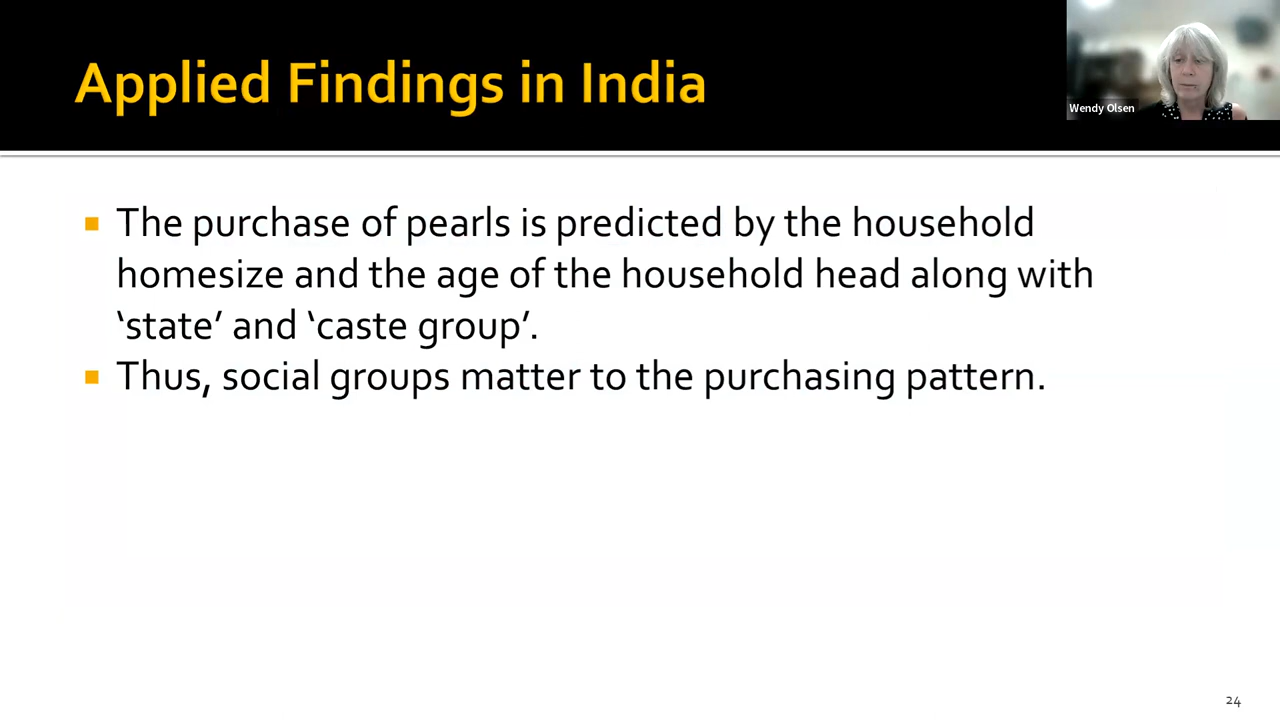 Applied Findings in India
Wendy Olsen
The purchase of pearls is predicted by the household
homesize and the age of the household head along with
‘state’ and ‘caste group’.
Thus, social groups matter to the purchasing pattern.
24